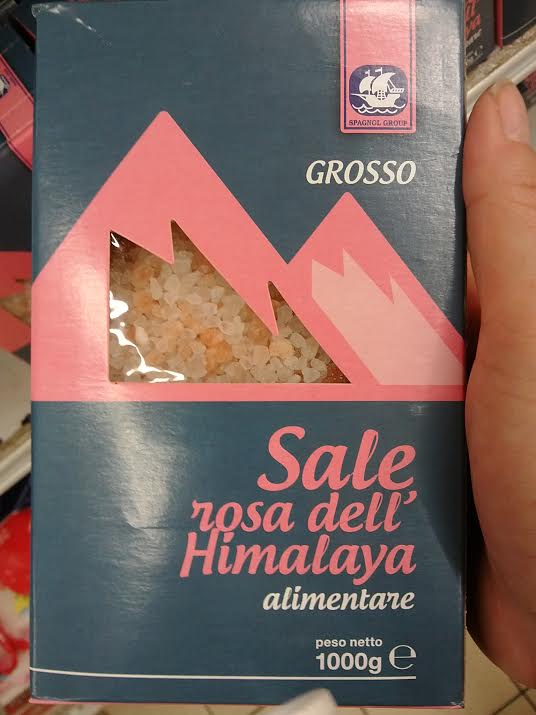 SPAGNOL GROUP
GROSSO
Sale
rosa dell'
Himalaya
alimentare
peso netto
1000g e